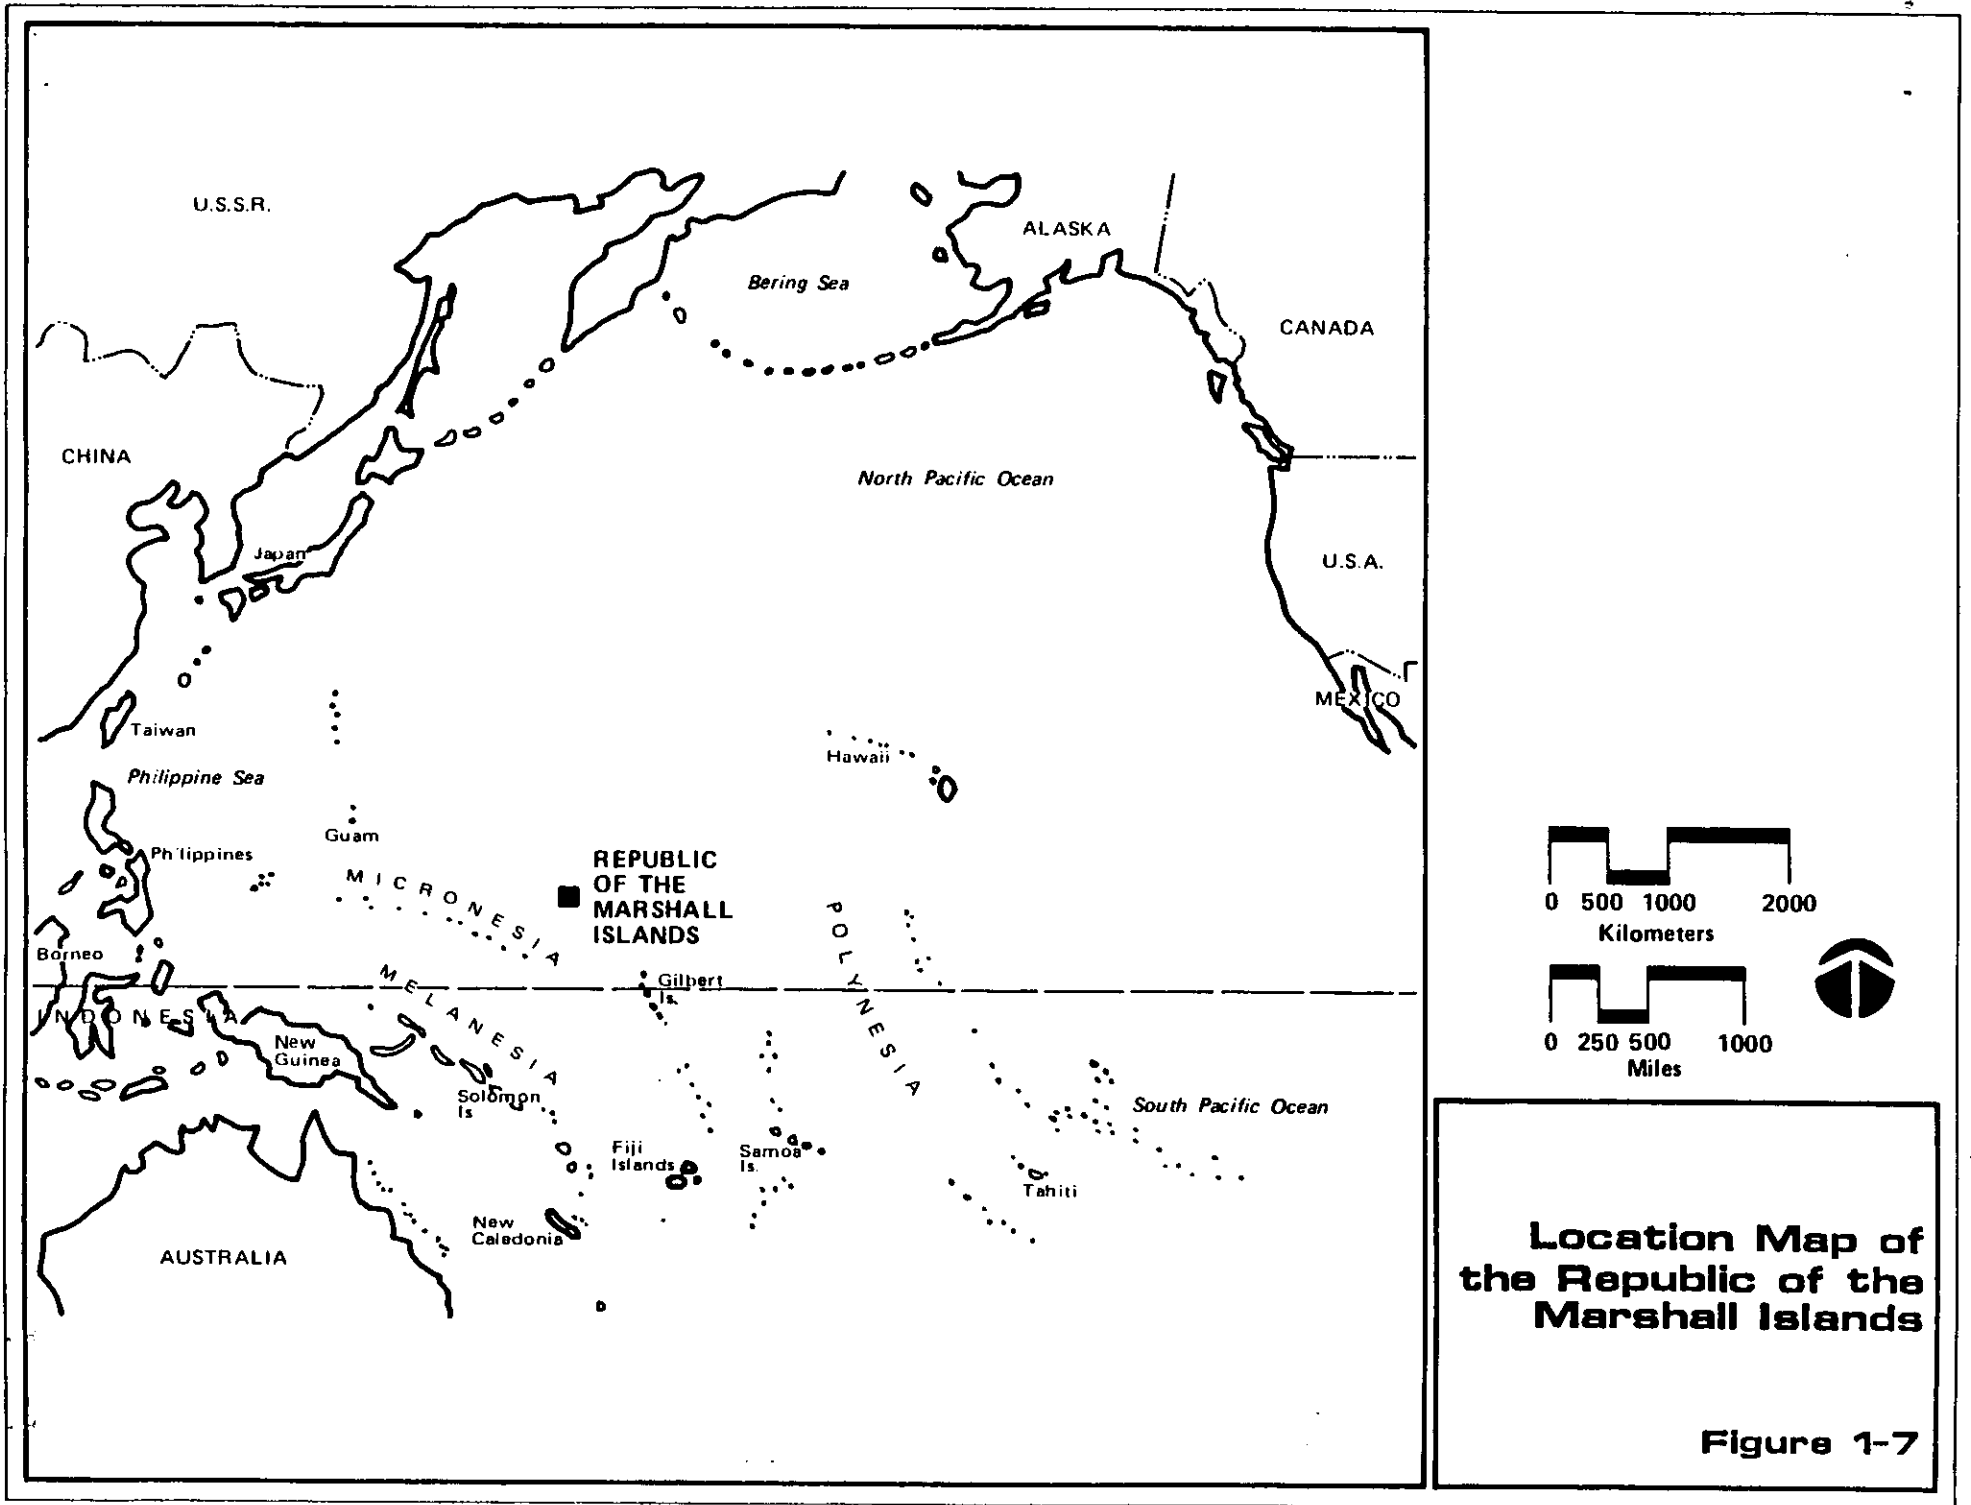 U.S.S.R.
ALASKA
Bering Sea
CANADA
CHINA
North Pacific Ocean
Japan
U.S.A.
MEXICO
Taiwan
Hawaii
Philippine Sea
Guam
Philippines
REPUBLIC
OF THE
MARSHALL
ISLANDS
MICRONESIA
POLYNESIA
Borneo
MELANESIA
Gilbert
Is.
INDONESIA
New
Guinea
Solomon
Is
South Pacific Ocean
Fiji
Islands
Samoa
Is.
Tahiti
New
Caledonia
AUSTRALIA
0 500 1000 2000
Kilometers
0 250 500 1000
Miles
Location Map of
the Republic of the
Marshall Islands
Figure 1-7